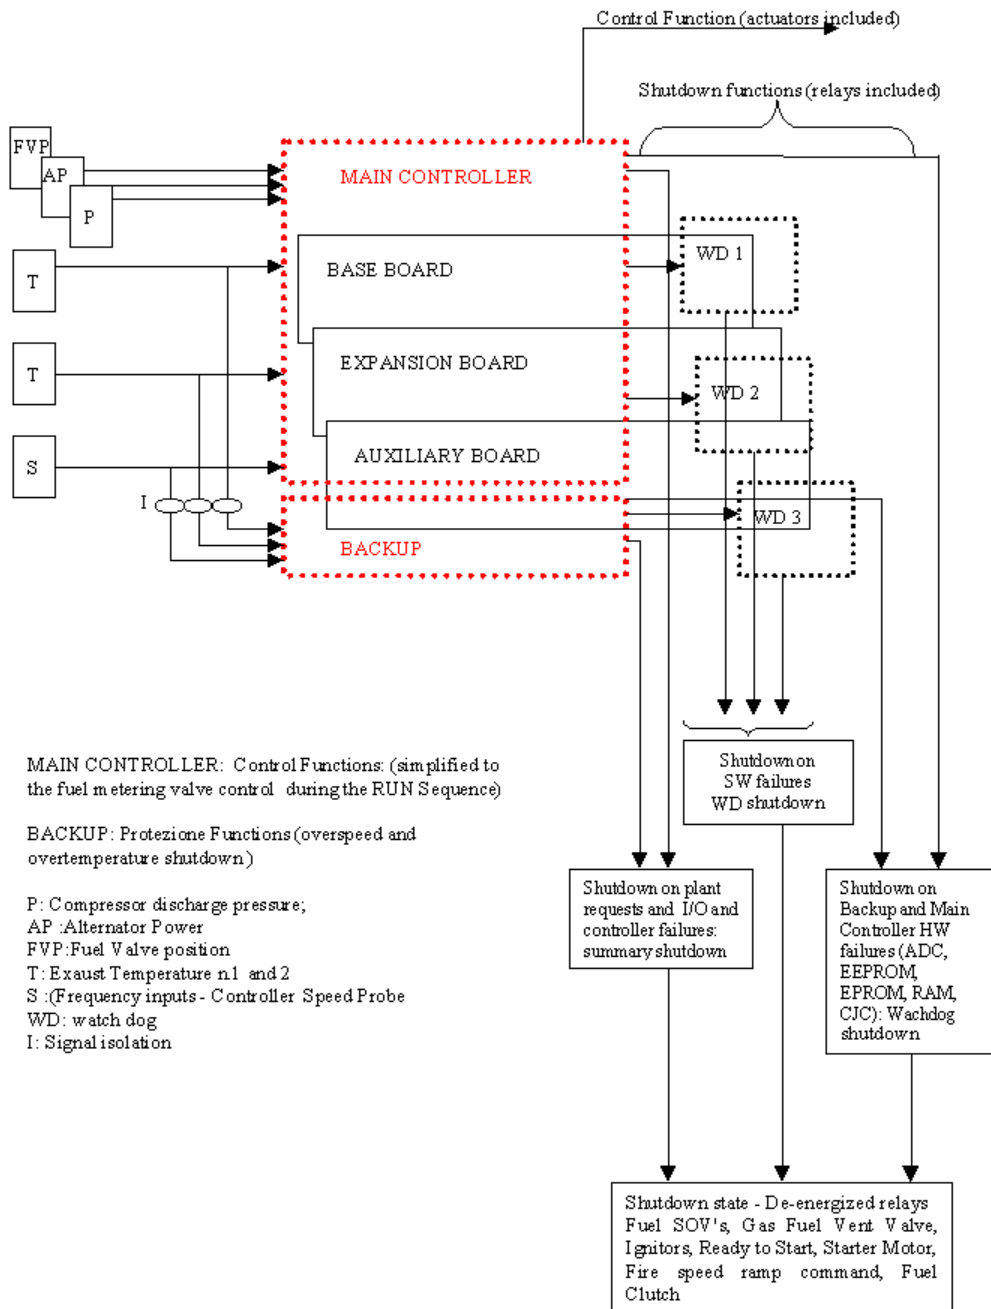 Control Function (actuators included)
Shutdown functions (relays included)
FVP
AP
P
MAIN CONTROLLER
T
BASE BOARD
WD 1
T
EXPANSION BOARD
WD 2
S
AUXILIARY BOARD
I
WD 3
BACKUP
MAIN CONTROLLER: Control Functions: (simplified to
the fuel metering valve control during the RUN Sequence)
BACKUP: Protezione Functions (overspeed and
overtemperature shutdown)
P: Compressor discharge pressure;
AP :Alternator Power
FVP:Fuel Valve position
T: Exaust Temperature n.1 and 2
S :(Frequency inputs - Controller Speed Probe
WD: watch dog
I: Signal isolation
Shutdown on
SW failures
WD shutdown
Shutdown on plant
requests and I/O and
controller failures:
summary shutdown
Shutdown on
Backup and Main
Controller HW
failures (ADC,
EEPROM,
EPROM, RAM,
CJC): Wachdog
shutdown
Shutdown state - De-energized relays
Fuel SOV's, Gas Fuel Vent Valve,
Ignitors, Ready to Start, Starter Motor,
Fire speed ramp command, Fuel
Clutch